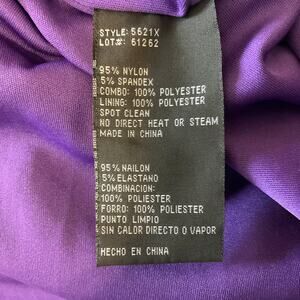 STYLE: 5621X
LOT#: 61262
95% NYLON
5% SPANDEX
COMBO: 100% POLYESTER
LINING: 100% POLYESTER
SPOT CLEAN
NO DIRECT HEAT OR STEAM
MADE IN CHINA
95% NAILON
5% ELASTANO
COMBINACION:
100% POLIESTER
FORRO: 100% POLIESTER
PUNTO LIMPIO
SIN CALOR DIRECTO O VAPOR
HECHO EN CHINA